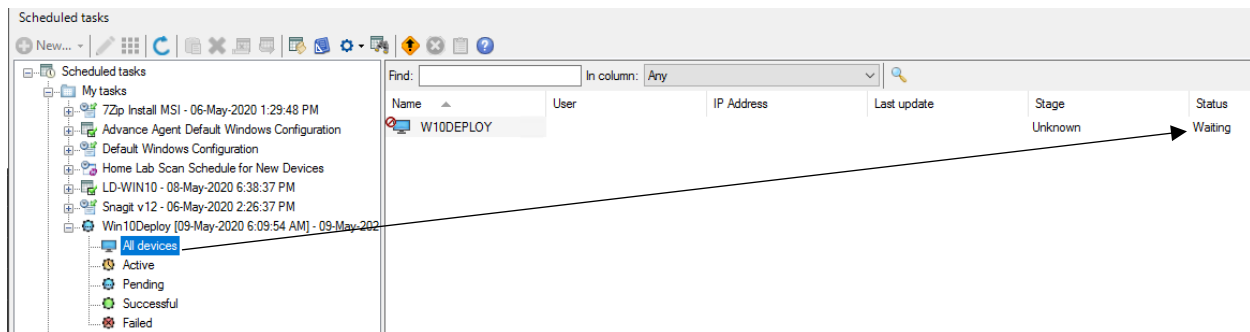 Scheduled tasks
New...
Scheduled tasks
My tasks
7Zip Install MSI - 06-May-2020 1:29:48 PM
Advance Agent Default Windows Configuration
Default Windows Configuration
Home Lab Scan Schedule for New Devices
LD-WIN10 - 08-May-2020 6:38:37 PM
Snagit v12 - 06-May-2020 2:26:37 PM
Win10Deploy [09-May-2020 6:09:54 AM] - 09-May-202
All devices
Active
Pending
Successful
Failed
Find: In column: Any
Name User IP Address Last update Stage Status
W10DEPLOY Unknown Waiting